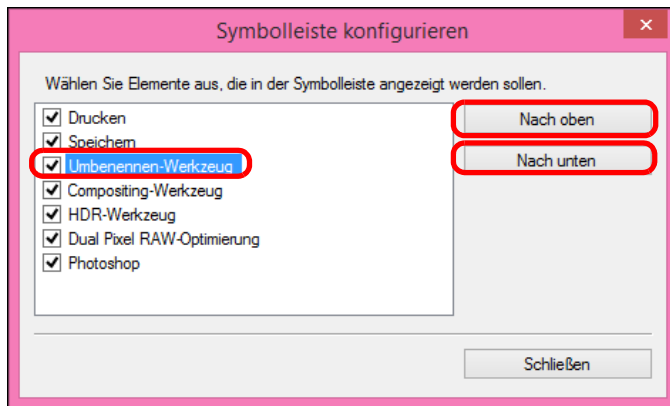 Symbolleiste konfigurieren
Wählen Sie Elemente aus, die in der Symbolleiste angezeigt werden sollen.
Drucken
Speichern
Umbenennen-Werkzeug
Compositing-Werkzeug
HDR-Werkzeug
Dual Pixel RAW-Optimierung
Photoshop
Nach oben
Nach unten
Schließen